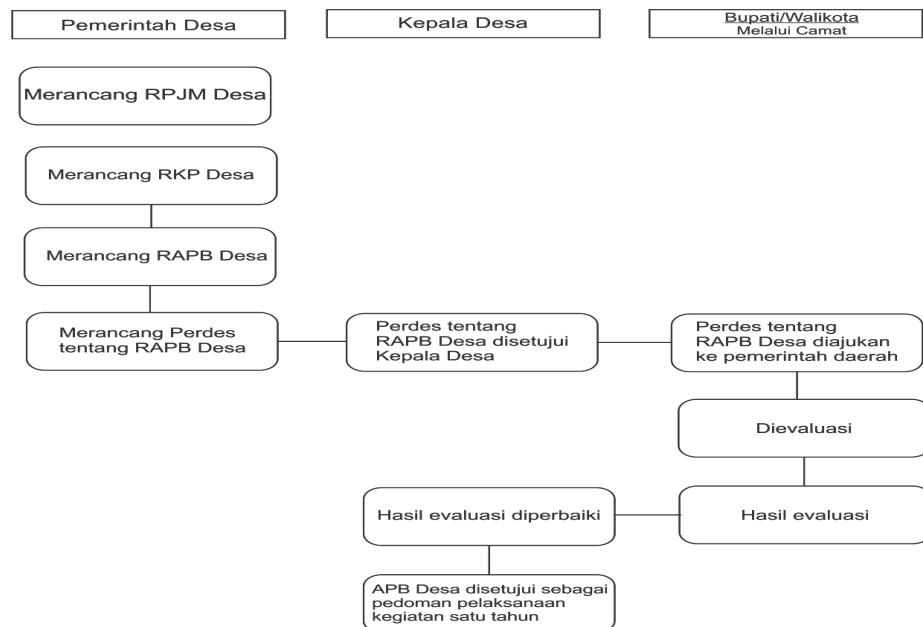 Pemerintah Desa
Kepala Desa
Bupati/Walikota
Melalui Camat
Merancang RPJM Desa
Merancang RKP Desa
Merancang RAPB Desa
Merancang Perdes
tentang RAPB Desa
Perdes tentang
RAPB Desa disetujui
Kepala Desa
Perdes tentang
RAPB Desa diajukan
ke pemerintah daerah
Dievaluasi
Hasil evaluasi
Hasil evaluasi diperbaiki
APB Desa disetujui sebagai
pedoman pelaksanaan
kegiatan satu tahun